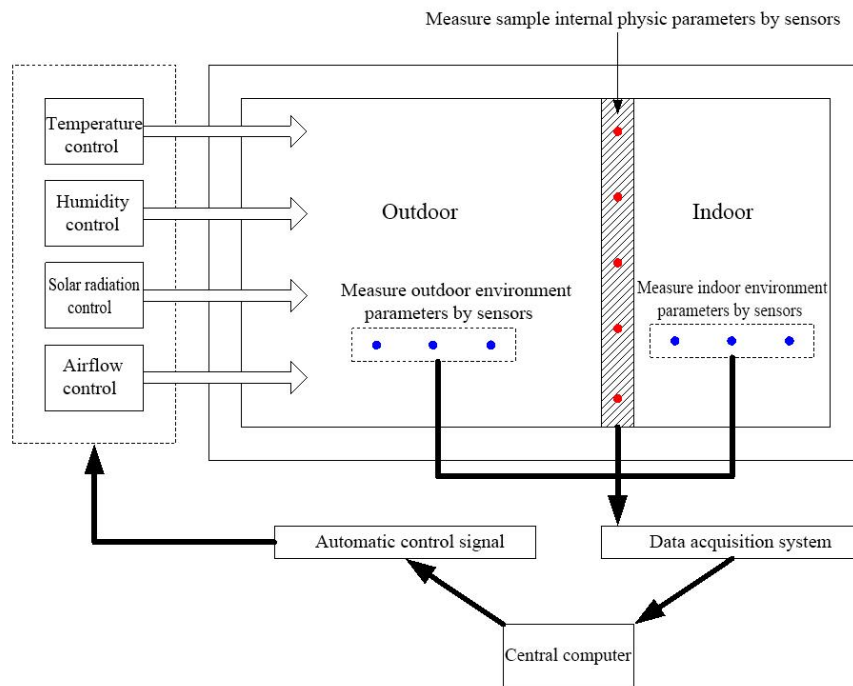 Measure sample internal physic parameters by sensors
Temperature
control
Humidity
control
Solar radiation
control
Airflow
control
Outdoor
Indoor
Measure outdoor environment
parameters by sensors
Measure indoor environment
parameters by sensors
Automatic control signal
Data acquisition system
Central computer